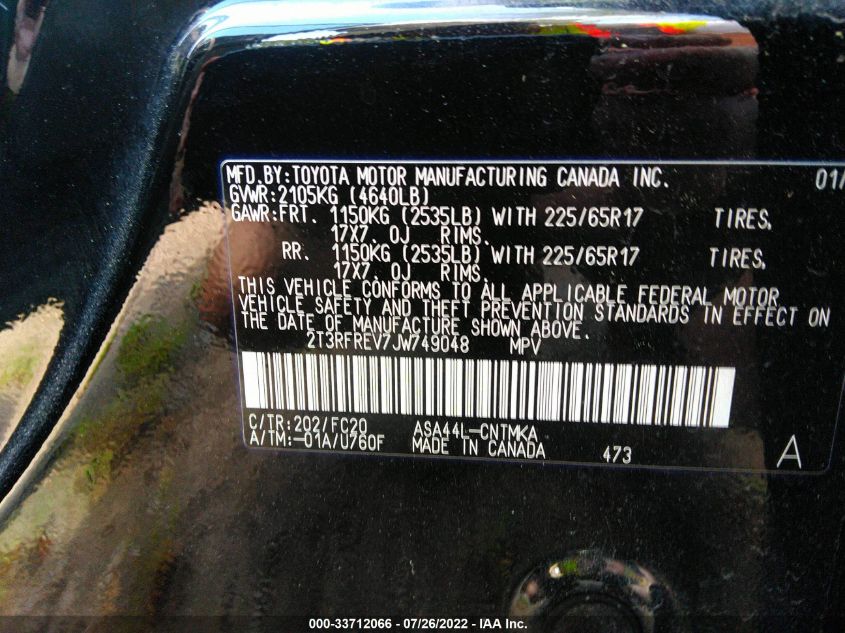 MFD.BY:TOYOTA MOTOR MANUFACTURING CANADA INC. 01/
GVWR:2105KG (4640LB)
GAWR:FRT. 1150KG (2535LB) WITH 225/65R17 TIRES,
17X7. OJ RIMS.
RR. 1150KG (2535LB) WITH 225/65R17 TIRES,
17X7. OJ RIMS.
THIS VEHICLE CONFORMS TO ALL APPLICABLE FEDERAL MOTOR
VEHICLE SAFETY AND THEFT PREVENTION STANDARDS IN EFFECT ON
THE DATE OF MANUFACTURE SHOWN ABOVE.
2T3RFREV7JW749048 MPV
C/TR:202/FC20 ASA44L-CNTMKA
A/TM:-01A/U760F MADE IN CANADA 473 A
000-33712066 - 07/26/2022 - IAA Inc.